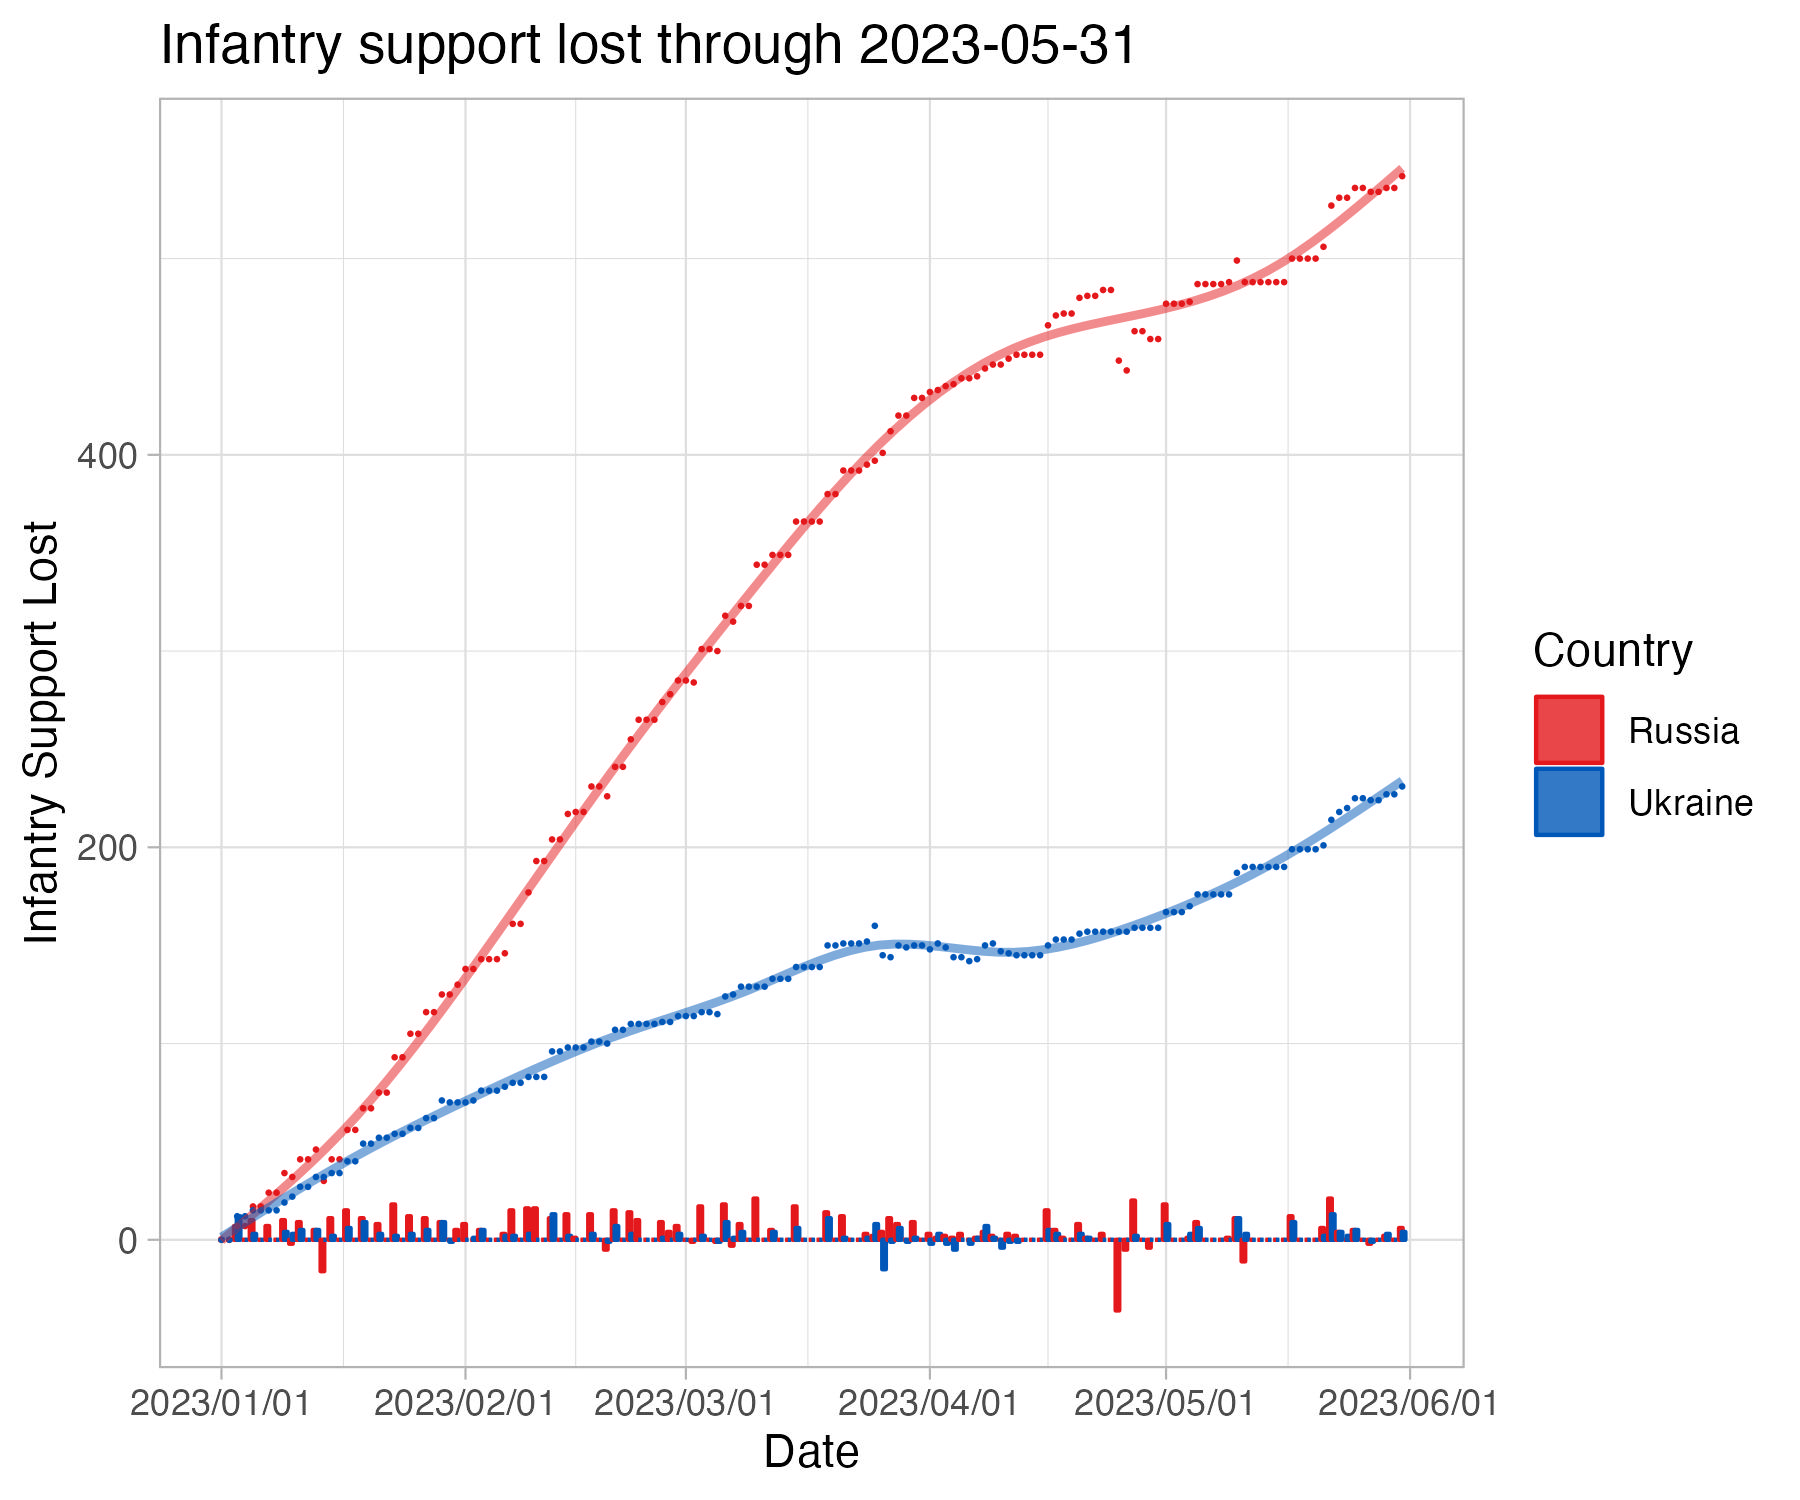 Infantry support lost through 2023-05-31
Infantry Support Lost
400
200
0
2023/01/01 2023/02/01 2023/03/01 2023/04/01 2023/05/01 2023/06/01
Date
Country
Russia
Ukraine